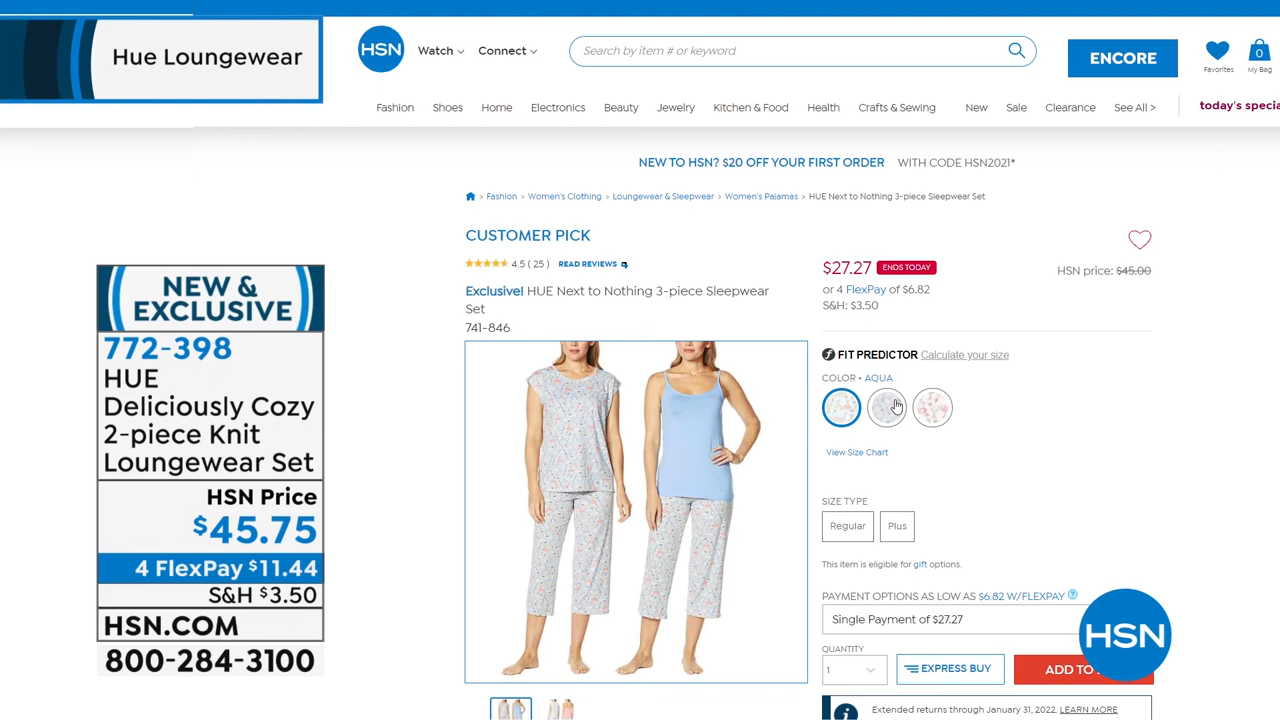 Hue Loungewear
HSN
Watch
Connect
Search by item # or keyword
ENCORE
Favorites
0
My Bag
Fashion
Shoes
Home
Electronics
Beauty
Jewelry
Kitchen & Food
Health
Crafts & Sewing
New
Sale
Clearance
See All >
today's specia
NEW TO HSN? $20 OFF YOUR FIRST ORDER WITH CODE HSN2021*
> Fashion > Women's Clothing > Loungewear & Sleepwear > Women's Pajamas > HUE Next to Nothing 3-piece Sleepwear Set
CUSTOMER PICK
4.5 ( 25 ) READ REVIEWS
Exclusive! HUE Next to Nothing 3-piece Sleepwear
Set
741-846
$27.27 ENDS TODAY
HSN price: $45.00
or 4 FlexPay of $6.82
S&H: $3.50
FIT PREDICTOR Calculate your size
COLOR • AQUA
View Size Chart
SIZE TYPE
Regular
Plus
This item is eligible for gift options.
PAYMENT OPTIONS AS LOW AS $6.82 W/FLEXPAY ?
Single Payment of $27.27
QUANTITY
1
EXPRESS BUY
ADD TO
HSN
i
Extended returns through January 31, 2022. LEARN MORE
NEW &
EXCLUSIVE
772-398
HUE
Deliciously Cozy
2-piece Knit
Loungewear Set
HSN Price
$45.75
4 FlexPay $11.44
S&H $3.50
HSN.COM
800-284-3100